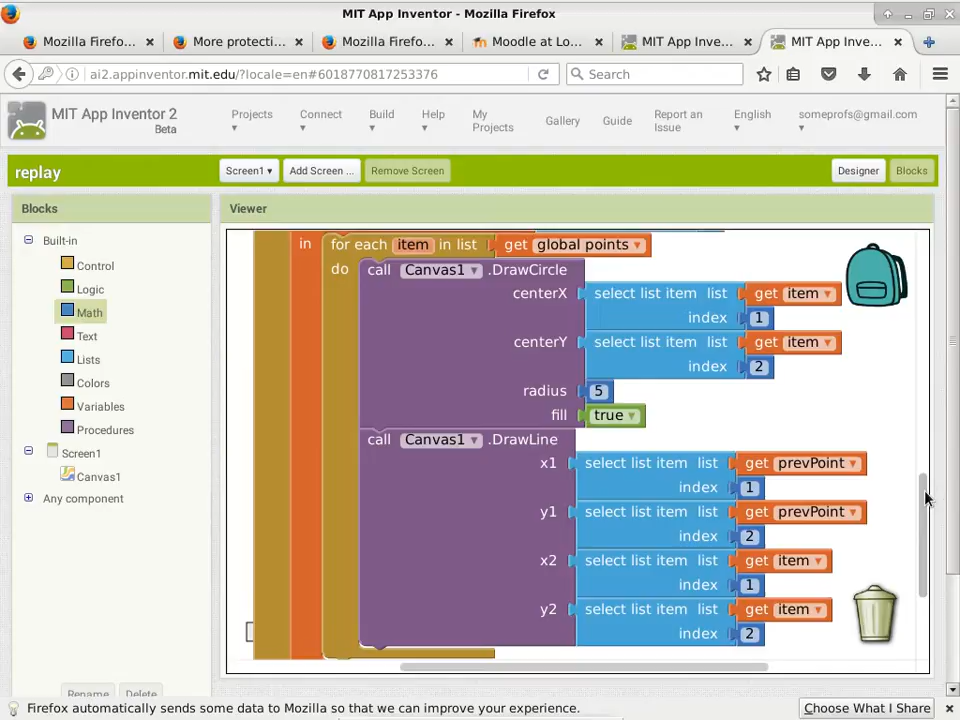 MIT App Inventor - Mozilla Firefox
Mozilla Firefo... × More protecti... × Mozilla Firefo... × Moodle at Lo... × MIT App Inve... × MIT App Inve... ×
ai2.appinventor.mit.edu/?locale=en#6018770817253376 Search
MIT App Inventor 2
Beta
Projects Connect Build Help My Projects Gallery Guide Report an Issue English someprofs@gmail.com
replay Screen1 Add Screen ... Remove Screen Designer Blocks
Blocks Viewer
Built-in
Control
Logic
Math
Text
Lists
Colors
Variables
Procedures
Screen1
Canvas1
Any component
Rename Delete
in for each item in list get global points
do call Canvas1 .DrawCircle
centerX select list item list get item
index 1
centerY select list item list get item
index 2
radius 5
fill true
call Canvas1 .DrawLine
x1 select list item list get prevPoint
index 1
y1 select list item list get prevPoint
index 2
x2 select list item list get item
index 1
y2 select list item list get item
index 2
Firefox automatically sends some data to Mozilla so that we can improve your experience. Choose What I Share ×